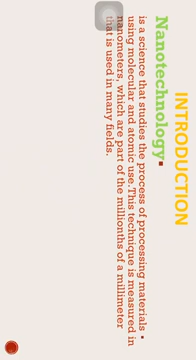 INTRODUCTION
Nanotechnology
is a science that studies the process of processing materials
using molecular and atomic use. This technique is measured in
nanometers, which are part of the millionths of a millimeter
that is used in many fields.